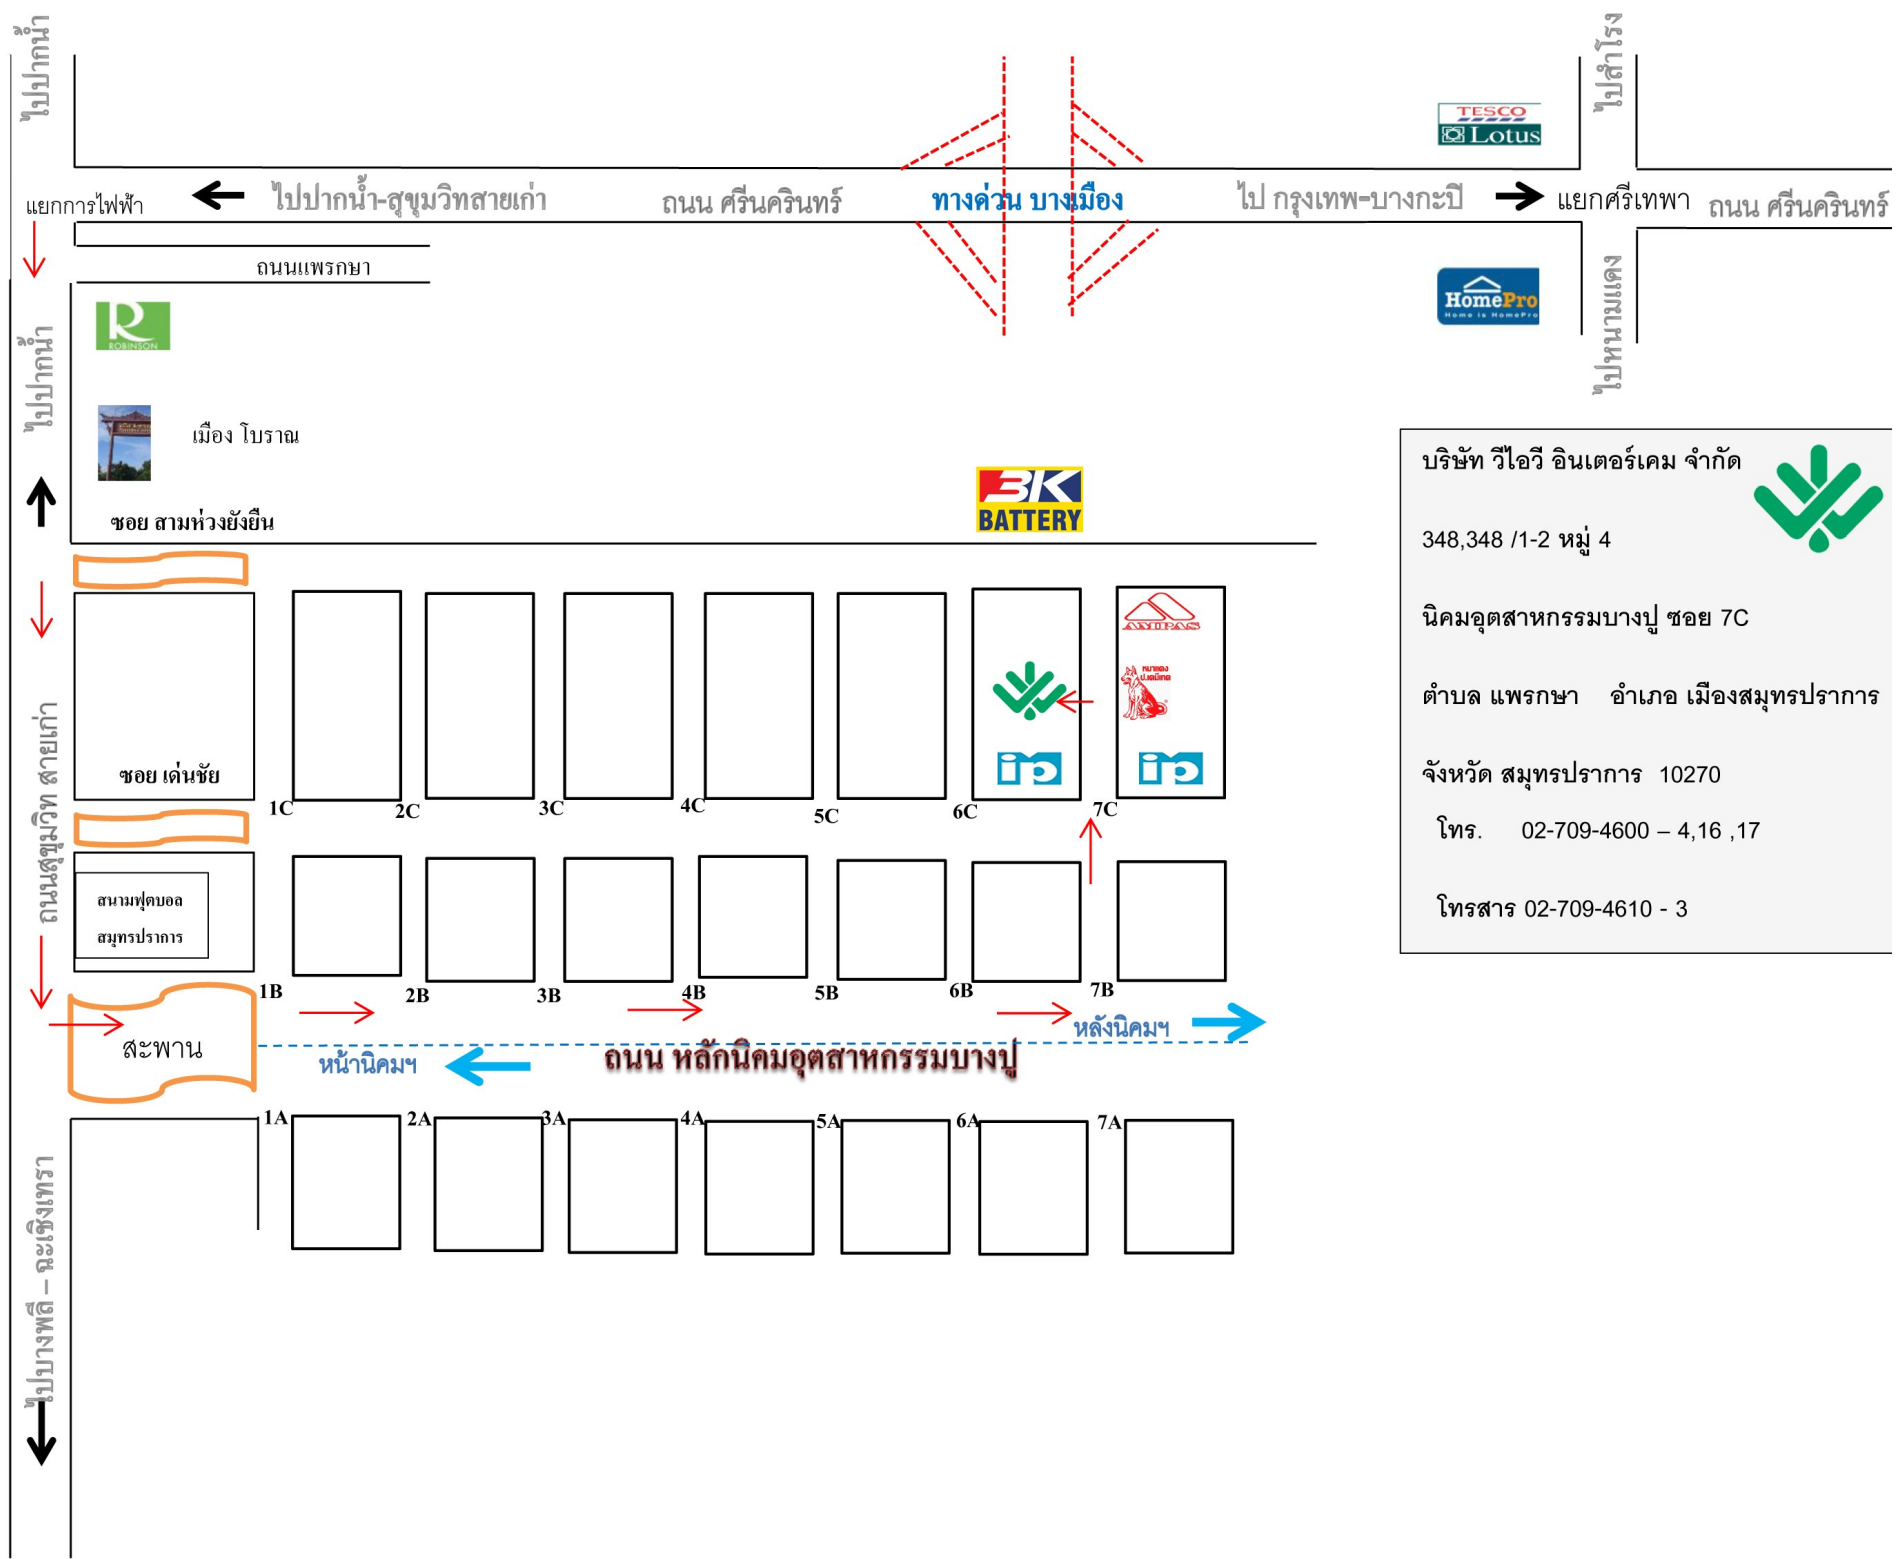 ไปปากน้ำ
ไปสำโรง
TESCO
Lotus
แยกการไฟฟ้า
ไปปากน้ำ-สุขุมวิทสายเก่า
ถนน ศรีนครินทร์
ทางด่วน บางเมือง
ไป กรุงเทพ-บางกะปิ
แยกศรีเทพา
ถนน ศรีนครินทร์
ถนนแพรกษา
HomePro
Home is HomePro
ROBINSON
ไปปากน้ำ
ไปหนามแดง
เมือง โบราณ
3K
BATTERY
ซอย สามห่วงยังยืน
บริษัท วีไอวี อินเตอร์เคม จำกัด
348,348 /1-2 หมู่ 4
นิคมอุตสาหกรรมบางปู ซอย 7C
ตำบล แพรกษา อำเภอ เมืองสมุทรปราการ
จังหวัด สมุทรปราการ 10270
โทร. 02-709-4600 – 4,16 ,17
โทรสาร 02-709-4610 - 3
AMPAS
หมาแดง
ป.เคมีเทค
ip
ip
ซอย เด่นชัย
ถนนสุขุมวิท สายเก่า
1C
2C
3C
4C
5C
6C
7C
สนามฟุตบอล
สมุทรปราการ
1B
2B
3B
4B
5B
6B
7B
สะพาน
หน้านิคมฯ
ถนน หลักนิคมอุตสาหกรรมบางปู
หลังนิคมฯ
1A
2A
3A
4A
5A
6A
7A
ไปบางพลี – ฉะเชิงเทรา